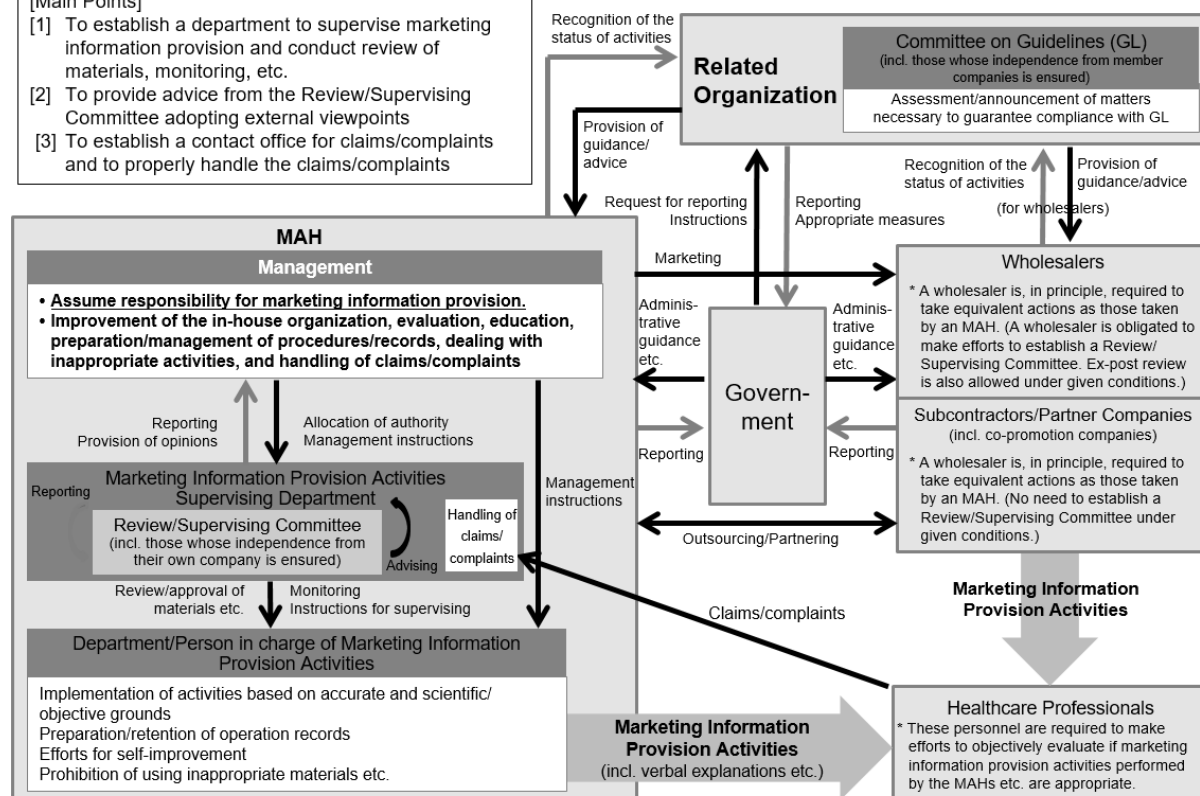 [Main Points]
[1] To establish a department to supervise marketing
information provision and conduct review of
materials, monitoring, etc.
[2] To provide advice from the Review/Supervising
Committee adopting external viewpoints
[3] To establish a contact office for claims/complaints
and to properly handle the claims/complaints
Recognition of the
status of activities
Related
Organization
Committee on Guidelines (GL)
(incl. those whose independence from member
companies is ensured)
Assessment/announcement of matters
necessary to guarantee compliance with GL
Provision of
guidance/
advice
Request for reporting
Instructions
Reporting
Appropriate measures
Recognition of the
status of activities
Provision of
guidance/advice
(for wholesalers)
MAH
Management
• Assume responsibility for marketing information provision.
• Improvement of the in-house organization, evaluation, education,
preparation/management of procedures/records, dealing with
inappropriate activities, and handling of claims/complaints
Marketing
Adminis-
trative
guidance
etc.
Adminis-
trative
guidance
etc.
Govern-
ment
Reporting
Reporting
Wholesalers
* A wholesaler is, in principle, required to
take equivalent actions as those taken
by an MAH. (A wholesaler is obligated to
make efforts to establish a Review/
Supervising Committee. Ex-post review
is also allowed under given conditions.)
Subcontractors/Partner Companies
(incl. co-promotion companies)
* A wholesaler is, in principle, required to
take equivalent actions as those taken
by an MAH. (No need to establish a
Review/Supervising Committee under
given conditions.)
Reporting
Provision of opinions
Allocation of authority
Management instructions
Management
instructions
Marketing Information Provision Activities
Supervising Department
Reporting
Review/Supervising Committee
(incl. those whose independence from
their own company is ensured)
Advising
Handling of
claims/
complaints
Outsourcing/Partnering
Review/approval of
materials etc.
Monitoring
Instructions for supervising
Claims/complaints
Marketing Information
Provision Activities
Department/Person in charge of Marketing Information
Provision Activities
Implementation of activities based on accurate and scientific/
objective grounds
Preparation/retention of operation records
Efforts for self-improvement
Prohibition of using inappropriate materials etc.
Marketing Information
Provision Activities
(incl. verbal explanations etc.)
Healthcare Professionals
* These personnel are required to make
efforts to objectively evaluate if marketing
information provision activities performed
by the MAHs etc. are appropriate.